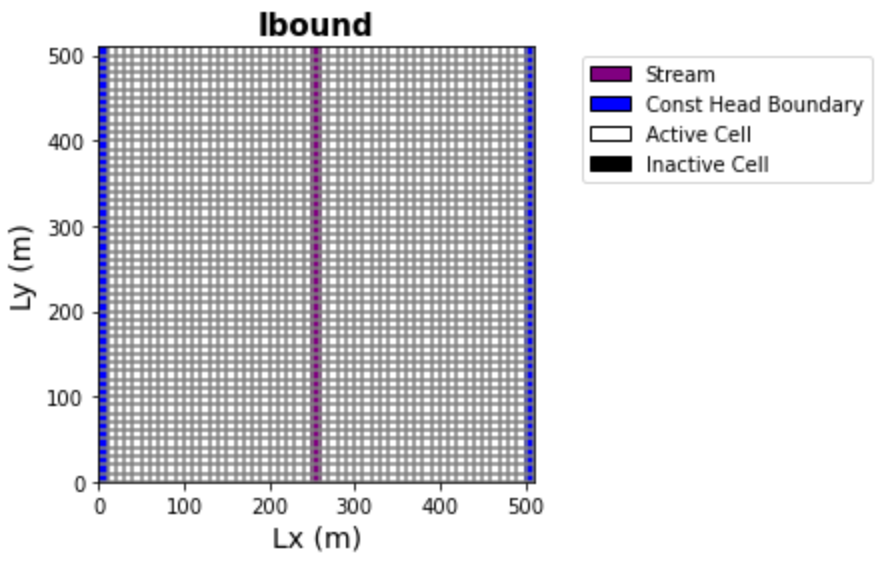 Ibound
500
400
300
200
100
0
Ly (m)
0 100 200 300 400 500
Lx (m)
Stream
Const Head Boundary
Active Cell
Inactive Cell